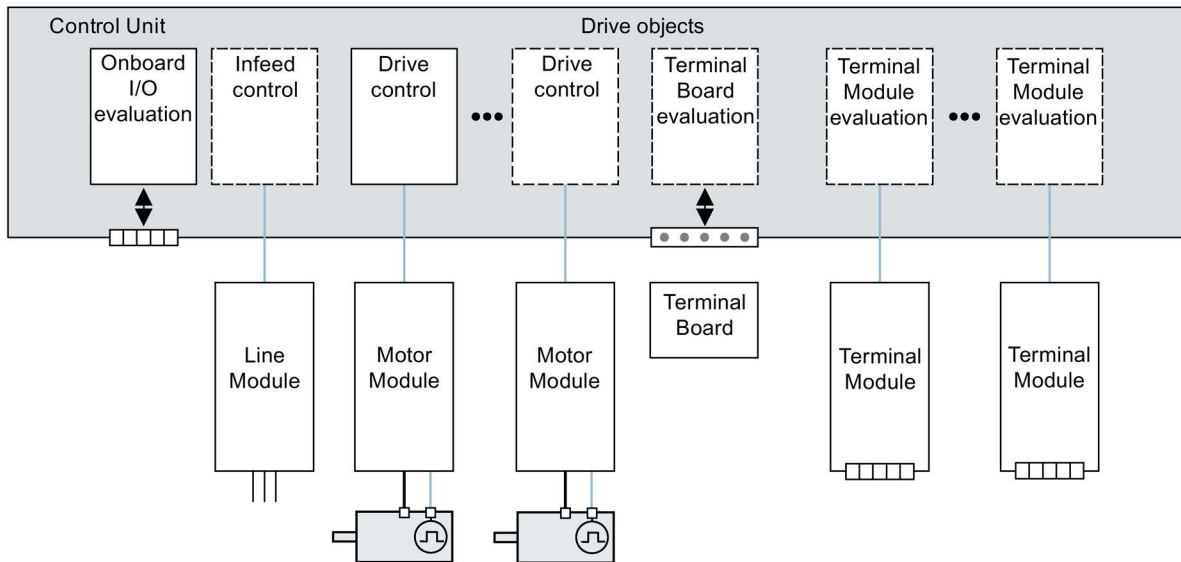 Control Unit
Drive objects
Onboard
I/O
evaluation
Infeed
control
Drive
control
Drive
control
Terminal
Board
evaluation
Terminal
Module
evaluation
Terminal
Module
evaluation
Line
Module
Motor
Module
Motor
Module
Terminal
Board
Terminal
Module
Terminal
Module